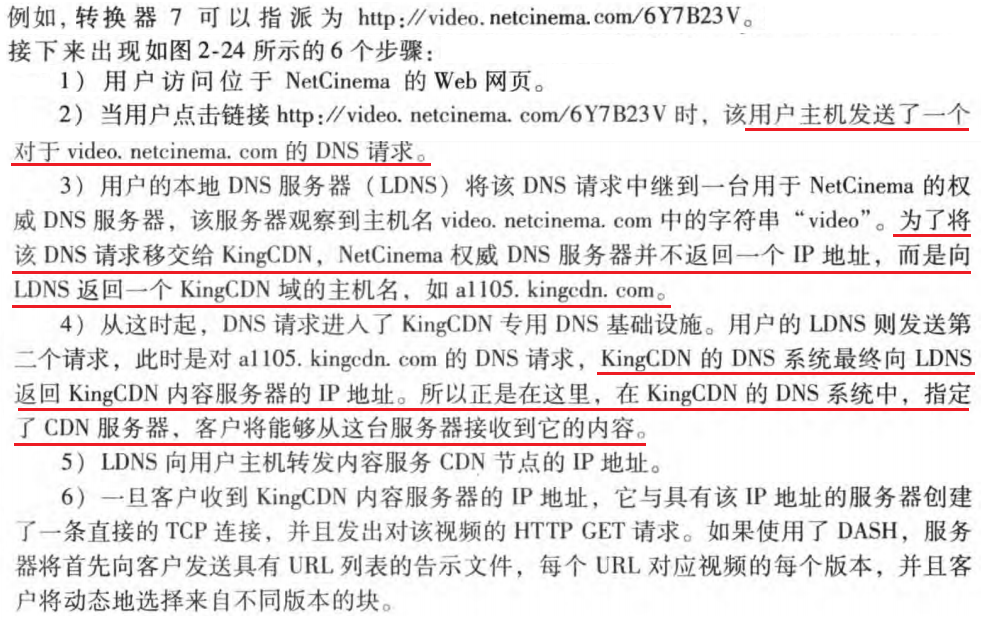 例如，转换器 7 可以指派为 http://video.netcinema.com/6Y7B23V。
接下来出现如图 2-24 所示的 6 个步骤：
1）用户访问位于 NetCinema 的 Web 网页。
2）当用户点击链接 http://video. netcinema. com/6Y7B23V 时，该用户主机发送了一个
对于 video. netcinema. com 的 DNS 请求。
3）用户的本地 DNS 服务器（LDNS）将该 DNS 请求中继到一台用于 NetCinema 的权
威 DNS 服务器，该服务器观察到主机名 video. netcinema. com 中的字符串“video”。为了将
该 DNS 请求移交给 KingCDN，NetCinema 权威 DNS 服务器并不返回一个 IP 地址，而是向
LDNS 返回一个 KingCDN 域的主机名，如 a1105. kingcdn. com。
4）从这时起，DNS 请求进入了 KingCDN 专用 DNS 基础设施。用户的 LDNS 则发送第
二个请求，此时是对 a1105. kingcdn. com 的 DNS 请求，KingCDN 的 DNS 系统最终向 LDNS
返回 KingCDN 内容服务器的 IP 地址。所以正是在这里，在 KingCDN 的 DNS 系统中，指定
了 CDN 服务器，客户将能够从这台服务器接收到它的内容。
5）LDNS 向用户主机转发内容服务 CDN 节点的 IP 地址。
6）一旦客户收到 KingCDN 内容服务器的 IP 地址，它与具有该 IP 地址的服务器创建
了一条直接的 TCP 连接，并且发出对该视频的 HTTP GET 请求。如果使用了 DASH，服务
器将首先向客户发送具有 URL 列表的告示文件，每个 URL 对应视频的每个版本，并且客
户将动态地选择来自不同版本的块。